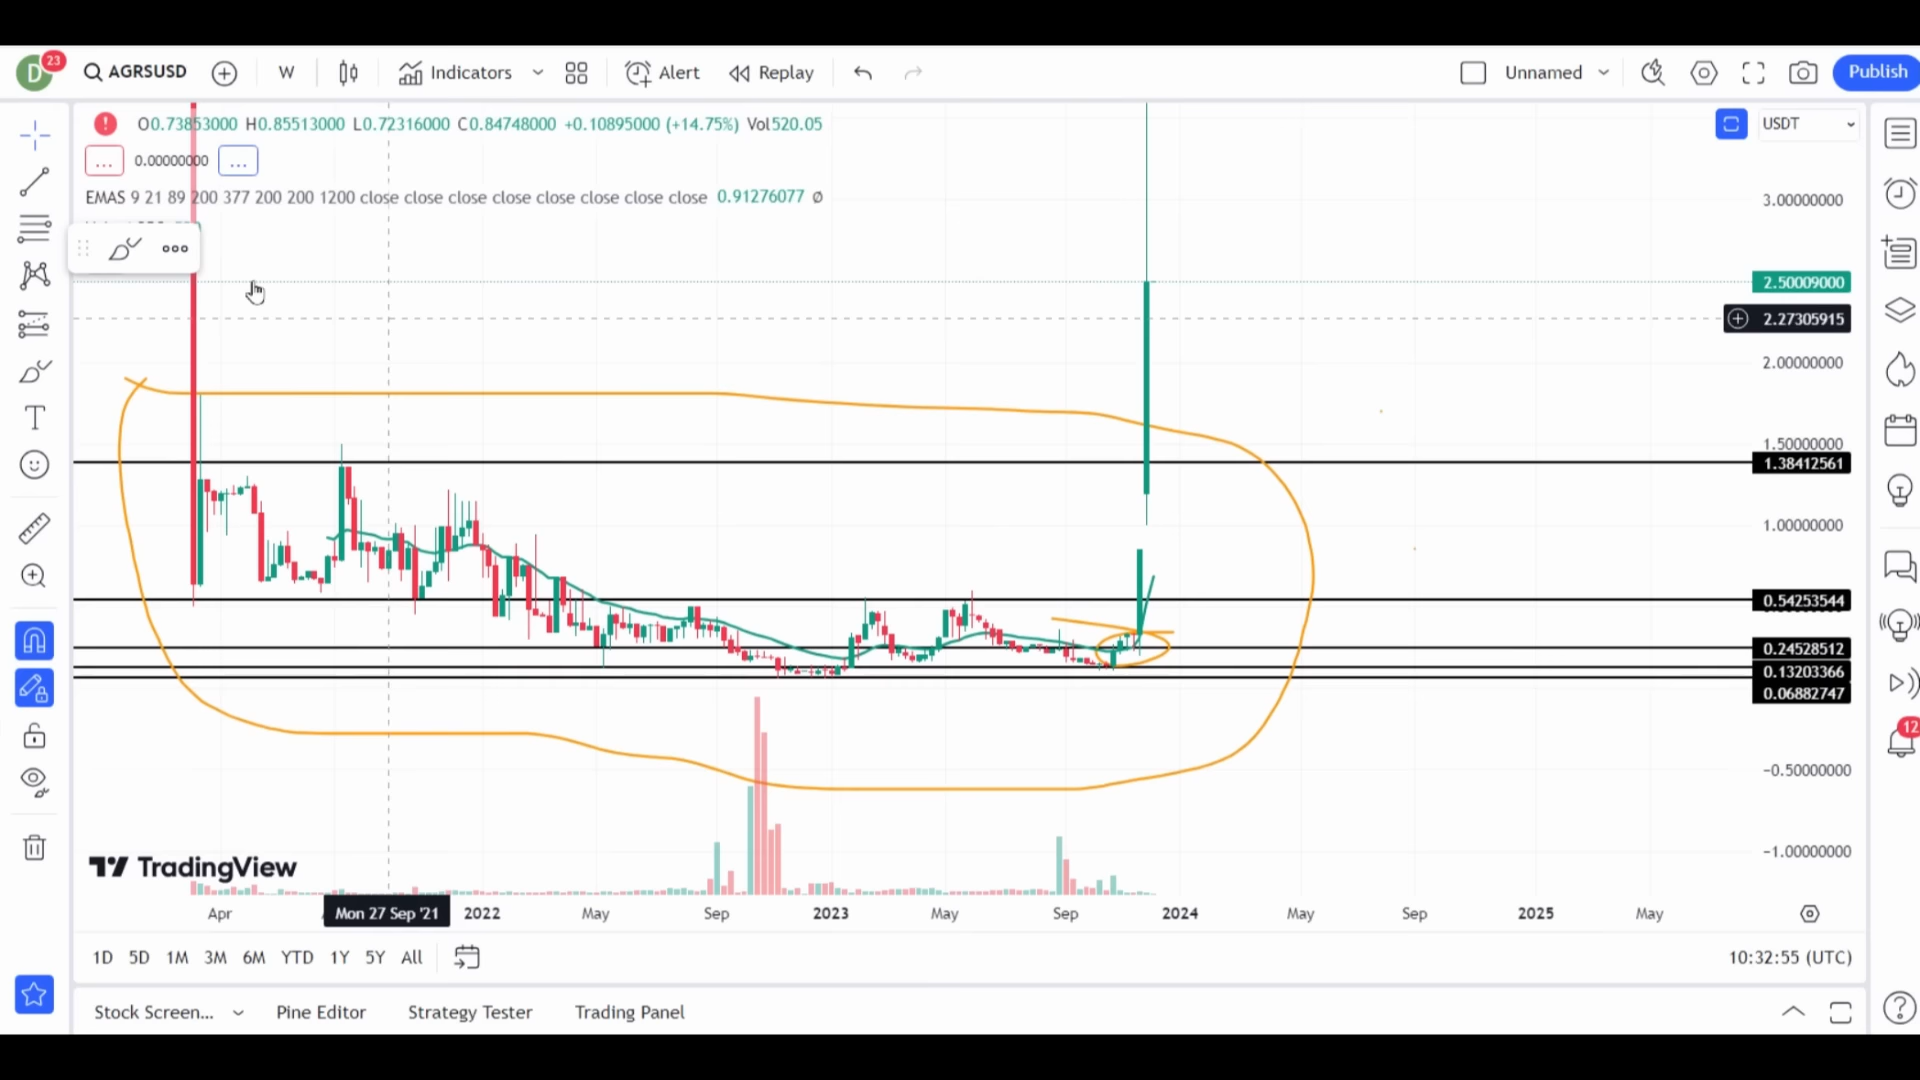 D 23 AGRSUSD W Indicators Alert Replay Unnamed Publish
O0.73853000 H0.85513000 L0.72316000 C0.84748000 +0.10895000 (+14.75%) Vol520.05 USDT
... 0.00000000 ...
EMAS 9 21 89 200 377 200 200 1200 close close close close close close close close 0.91276077 Ø
3.00000000
2.50009000
2.27305915
2.00000000
1.50000000
1.38412561
1.00000000
0.54253544
0.24528512
0.13203366
0.06882747
12
-0.50000000
-1.00000000
TradingView
Apr Mon 27 Sep '21 2022 May Sep 2023 May Sep 2024 May Sep 2025 May
1D 5D 1M 3M 6M YTD 1Y 5Y All 10:32:55 (UTC)
Stock Screen... Pine Editor Strategy Tester Trading Panel